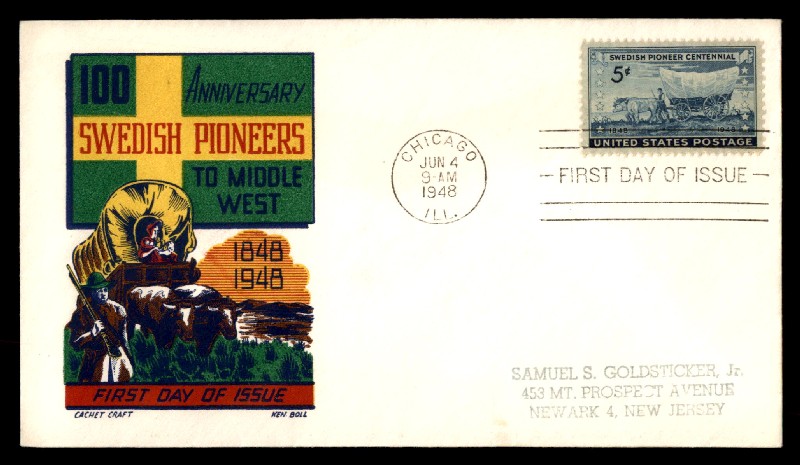 100 ANNIVERSARY
SWEDISH PIONEERS
TO MIDDLE
WEST
1848
1948
FIRST DAY OF ISSUE
CACHET CRAFT KEN BOLL
CHICAGO
JUN 4
9-AM
1948
ILL.
SWEDISH PIONEER CENTENNIAL
5¢
1848 1948
UNITED STATES POSTAGE
FIRST DAY OF ISSUE
SAMUEL S. GOLDSTICKER, Jr.
453 MT. PROSPECT AVENUE
NEWARK 4, NEW JERSEY